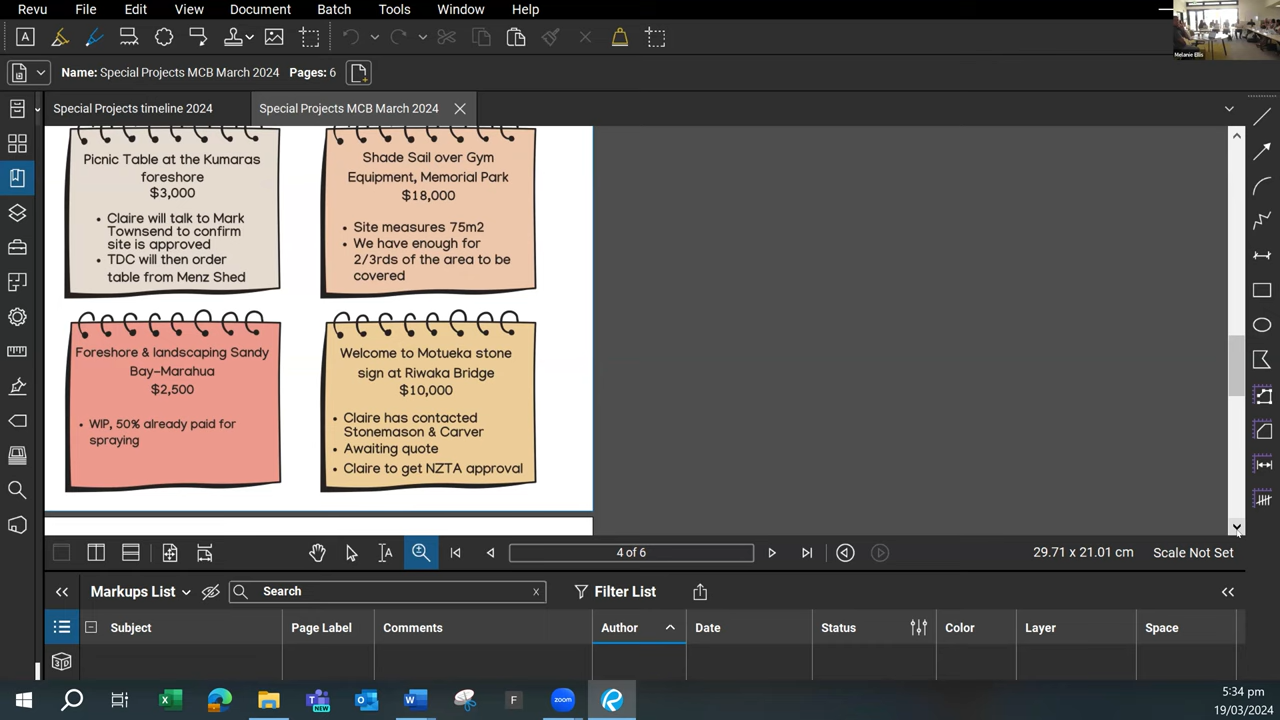 Revu File Edit View Document Batch Tools Window Help
Melanie Ellis
Name: Special Projects MCB March 2024 Pages: 6
Special Projects timeline 2024 Special Projects MCB March 2024
Picnic Table at the Kumaras
foreshore
$3,000
• Claire will talk to Mark
Townsend to confirm
site is approved
• TDC will then order
table from Menz Shed
Shade Sail over Gym
Equipment, Memorial Park
$18,000
• Site measures 75m2
• We have enough for
2/3rds of the area to be
covered
Foreshore & landscaping Sandy
Bay-Marahua
$2,500
• WIP, 50% already paid for
spraying
Welcome to Motueka stone
sign at Riwaka Bridge
$10,000
• Claire has contacted
Stonemason & Carver
• Awaiting quote
• Claire to get NZTA approval
4 of 6 29.71 x 21.01 cm Scale Not Set
Markups List Search Filter List
Subject Page Label Comments Author Date Status Color Layer Space
NEW
zoom
5:34 pm
19/03/2024